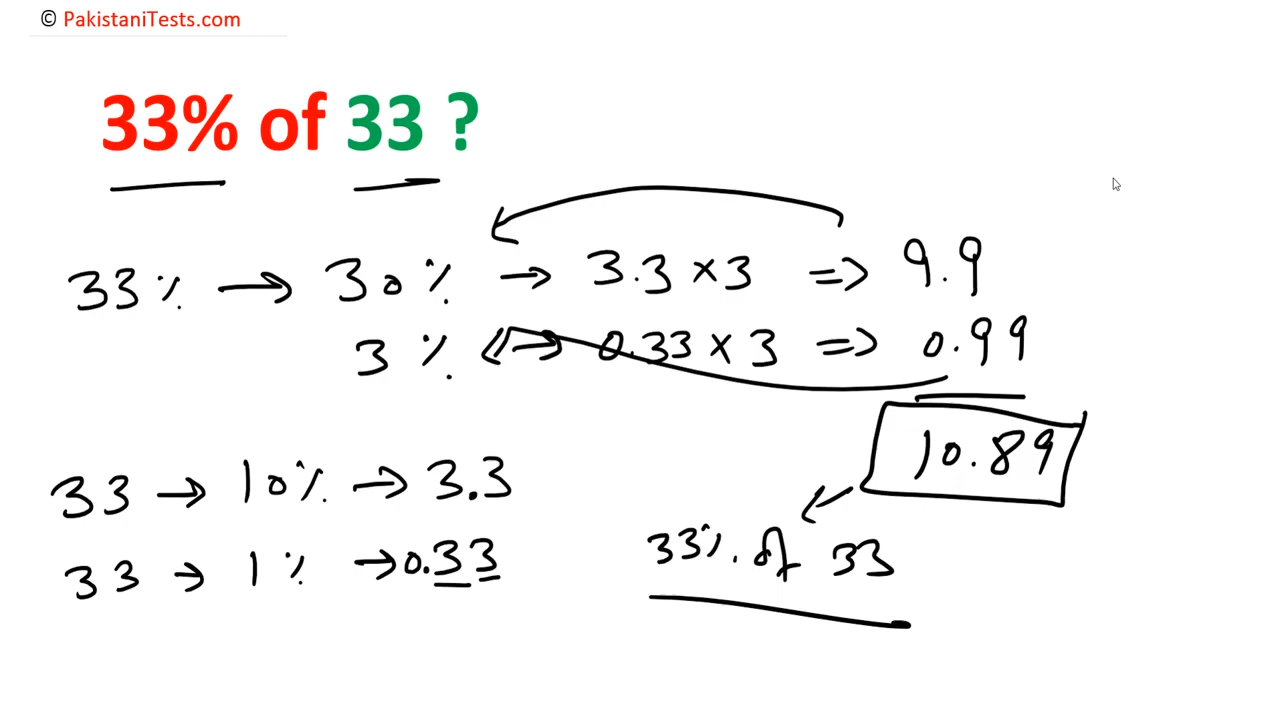 © PakistaniTests.com
33% of 33 ?
33% → 30% → 3.3 × 3 => 9.9
3% → 0.33 × 3 => 0.99
10.89
33 → 10% → 3.3
33 → 1% → 0.33
33%. of 33